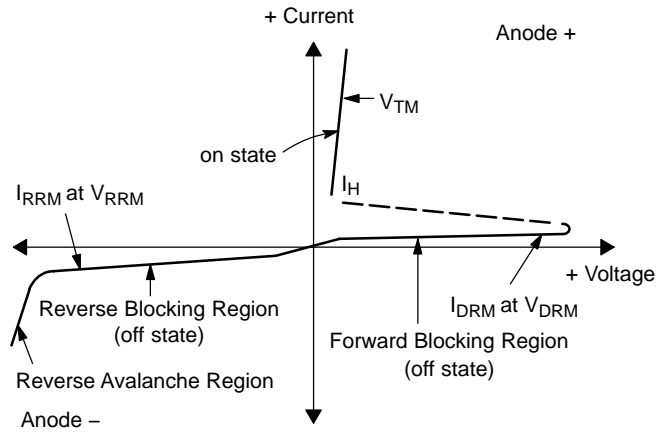 + Current
Anode +
VTM
on state
IH
IRRM at VRRM
+ Voltage
IDRM at VDRM
Reverse Blocking Region
(off state)
Forward Blocking Region
(off state)
Reverse Avalanche Region
Anode –